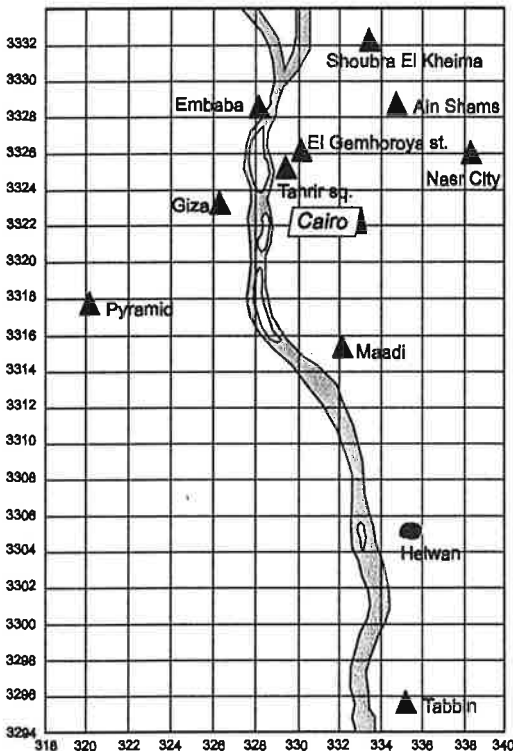 3332
Shoubra El Kheima
3330
Embaba
Ain Shams
3328
El Gemhoroya st.
3326
Nasr City
Tahrir sq.
3324
Giza
Cairo
3322
3320
3318
Pyramid
3316
Maadi
3314
3312
3310
3308
3306
3304
Helwan
3302
3300
3298
3296
Tabbin
3294
318 320 322 324 326 328 330 332 334 336 338 340